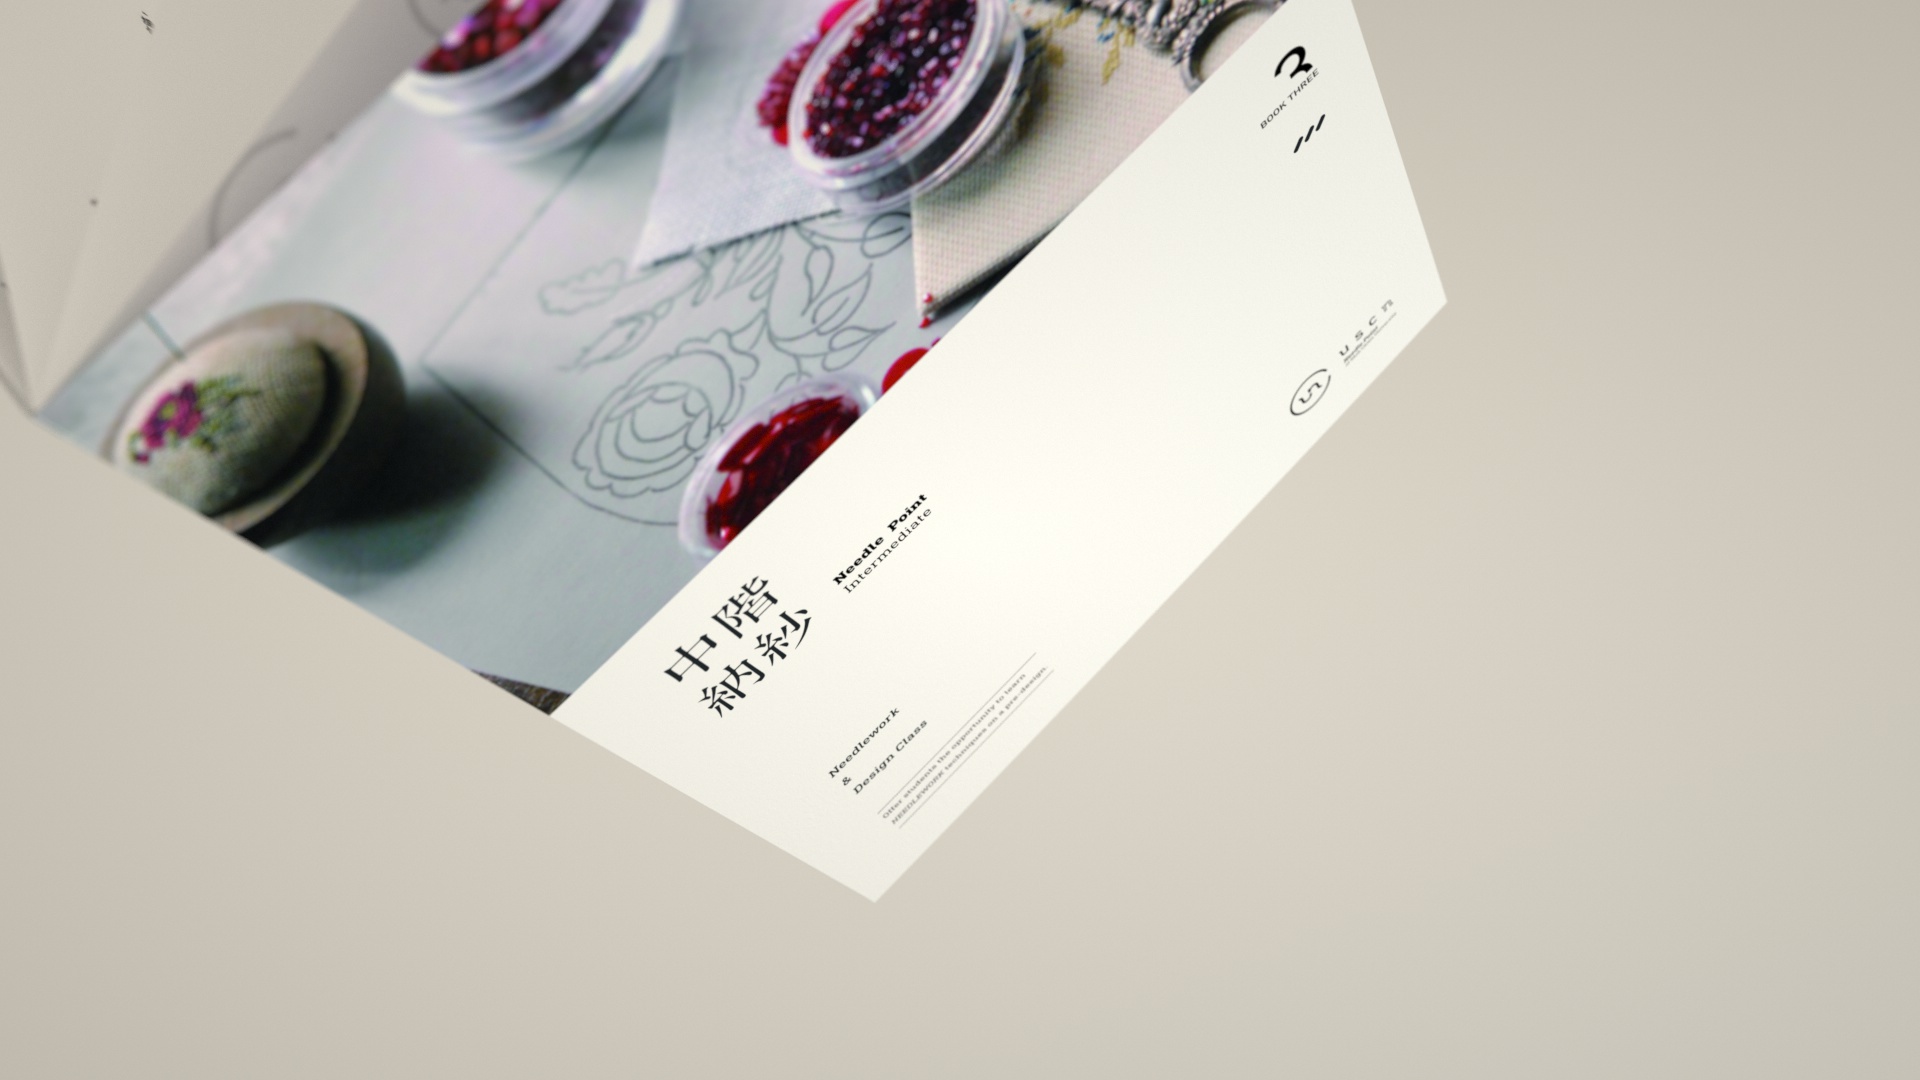 3
BOOK THREE
中階
納紗
Needle Point
Intermediate
Needlework
&
Design Class
Offer students the opportunity to learn
NEEDLEWORK techniques on a pre-design.